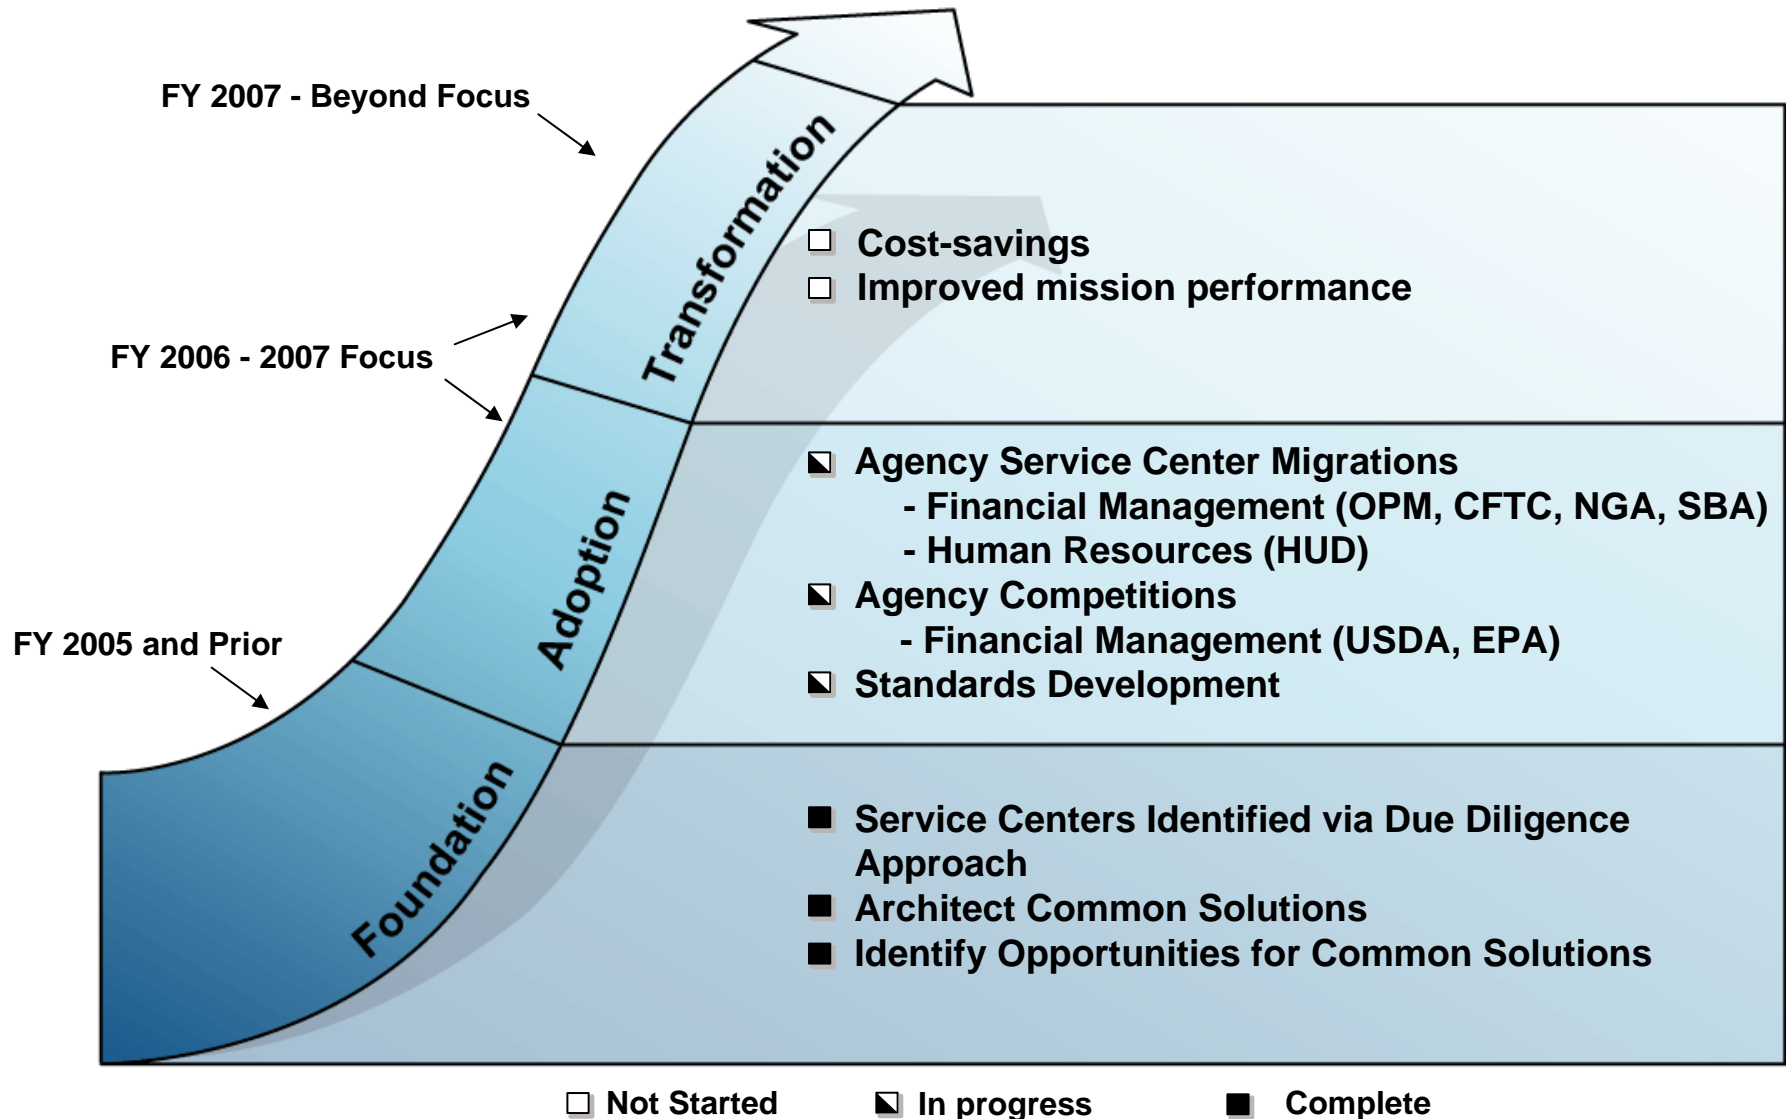 FY 2007 - Beyond Focus
FY 2006 - 2007 Focus
FY 2005 and Prior
Transformation
Adoption
Foundation
Cost-savings
Improved mission performance
Agency Service Center Migrations
- Financial Management (OPM, CFTC, NGA, SBA)
- Human Resources (HUD)
Agency Competitions
- Financial Management (USDA, EPA)
Standards Development
Service Centers Identified via Due Diligence
Approach
Architect Common Solutions
Identify Opportunities for Common Solutions
Not Started In progress Complete